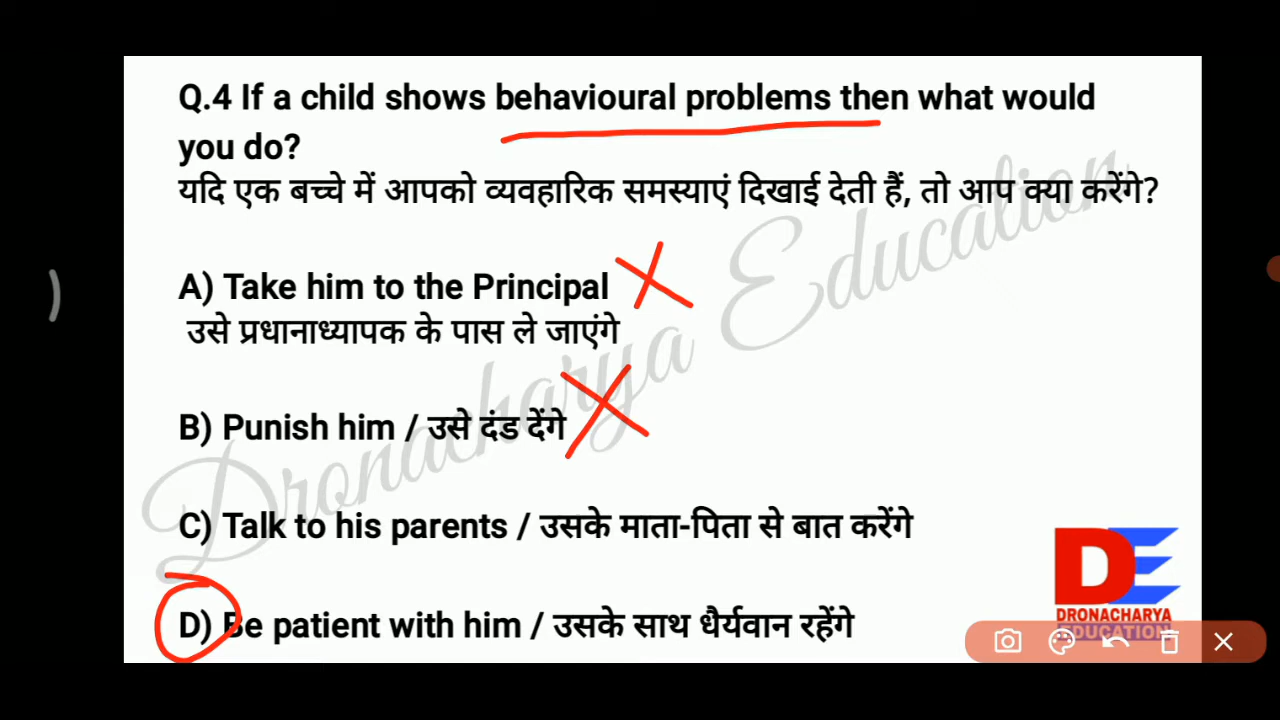 Q.4 If a child shows behavioural problems then what would
you do?
यदि एक बच्चे में आपको व्यवहारिक समस्याएं दिखाई देती हैं, तो आप क्या करेंगे?
A) Take him to the Principal
उसे प्रधानाध्यापक के पास ले जाएंगे
B) Punish him / उसे दंड देंगे
C) Talk to his parents / उसके माता-पिता से बात करेंगे
D) Be patient with him / उसके साथ धैर्यवान रहेंगे
Dronacharya Education
DE
DRONACHARYA
EDUCATION